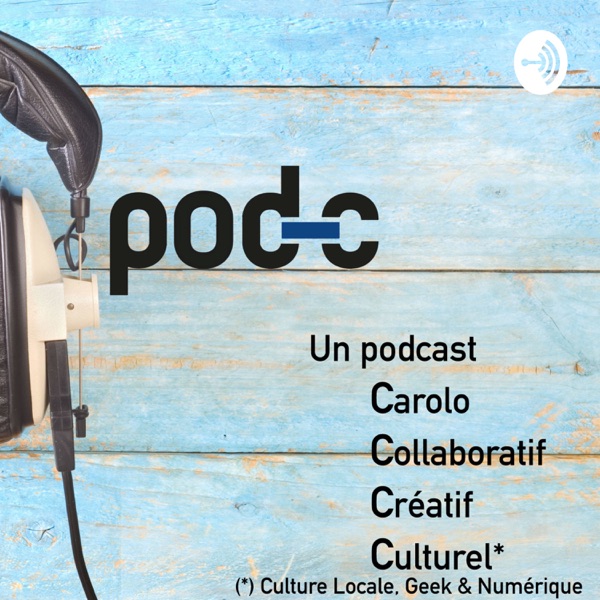 pod-c
Un podcast
Carolo
Collaboratif
Créatif
Culturel*
(*) Culture Locale, Geek & Numérique